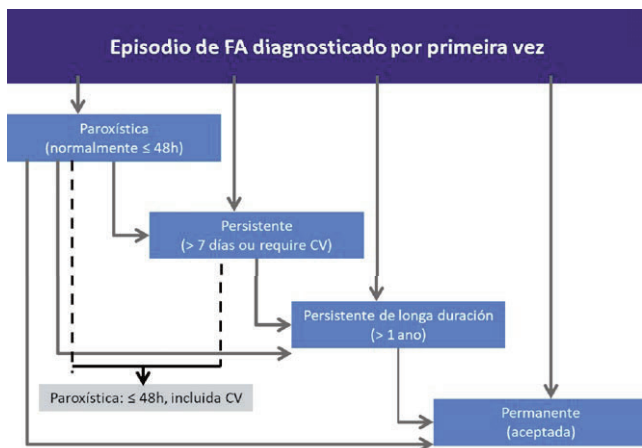 Episodio de FA diagnosticado por primeira vez
Paroxística
(normalmente ≤ 48h)
Persistente
(> 7 días ou require CV)
Persistente de longa duración
(> 1 ano)
Paroxística: ≤ 48h, incluida CV
Permanente
(aceptada)